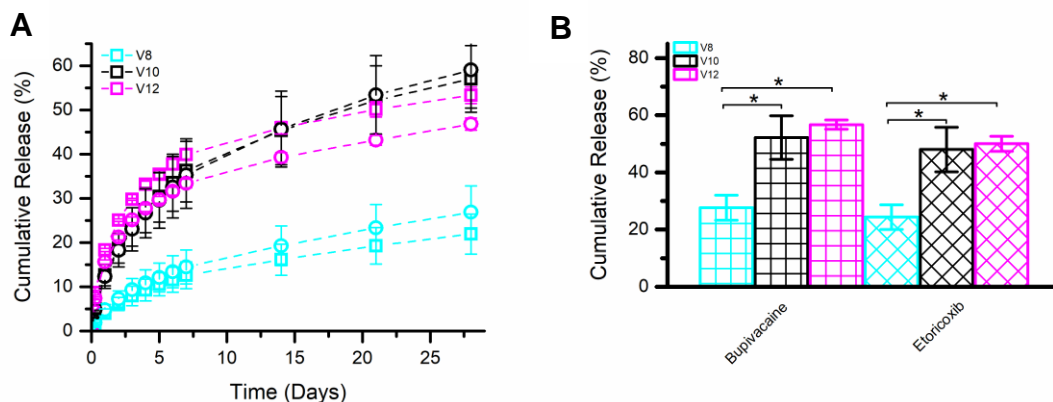 A
Cumulative Release (%)
60
50
40
30
20
10
0
V8
V10
V12
0
5
10
15
20
25
Time (Days)
B
Cumulative Release (%)
80
60
40
20
0
V8
V10
V12
*
*
*
*
Bupivacaine
Etoricoxib